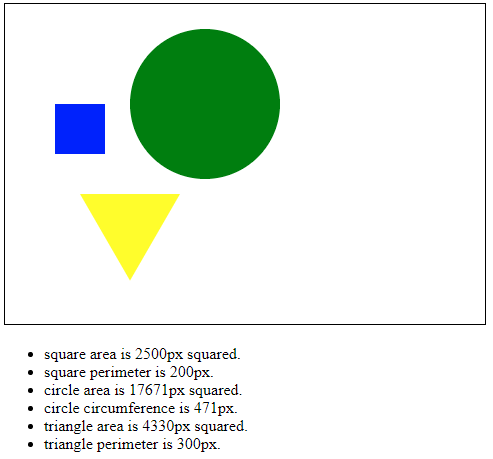 square area is 2500px squared.
square perimeter is 200px.
circle area is 17671px squared.
circle circumference is 471px.
triangle area is 4330px squared.
triangle perimeter is 300px.